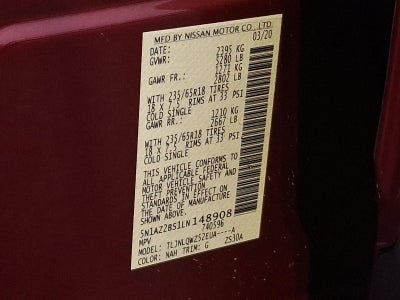 MFD BY NISSAN MOTOR CO., LTD.
DATE: 03/20
GVWR: 2395 KG
5280 LB
GAWR FR.: 1271 KG
2802 LB
WITH 235/65R18 TIRES
18 X 7.5 RIMS AT 33 PSI
COLD SINGLE
GAWR RR.: 1210 KG
2667 LB
WITH 235/65R18 TIRES
18 X 7.5 RIMS AT 33 PSI
COLD SINGLE
THIS VEHICLE CONFORMS TO
ALL APPLICABLE FEDERAL
MOTOR VEHICLE SAFETY AND
THEFT PREVENTION
STANDARDS IN EFFECT ON
THE DATE OF MANUFACTURE
SHOWN ABOVE.
5N1AZ2BS1LN148908
MPV 740596
MODEL: TLJNLQWZ52EUA----A
COLOR: NAH TRIM: G ZS30A